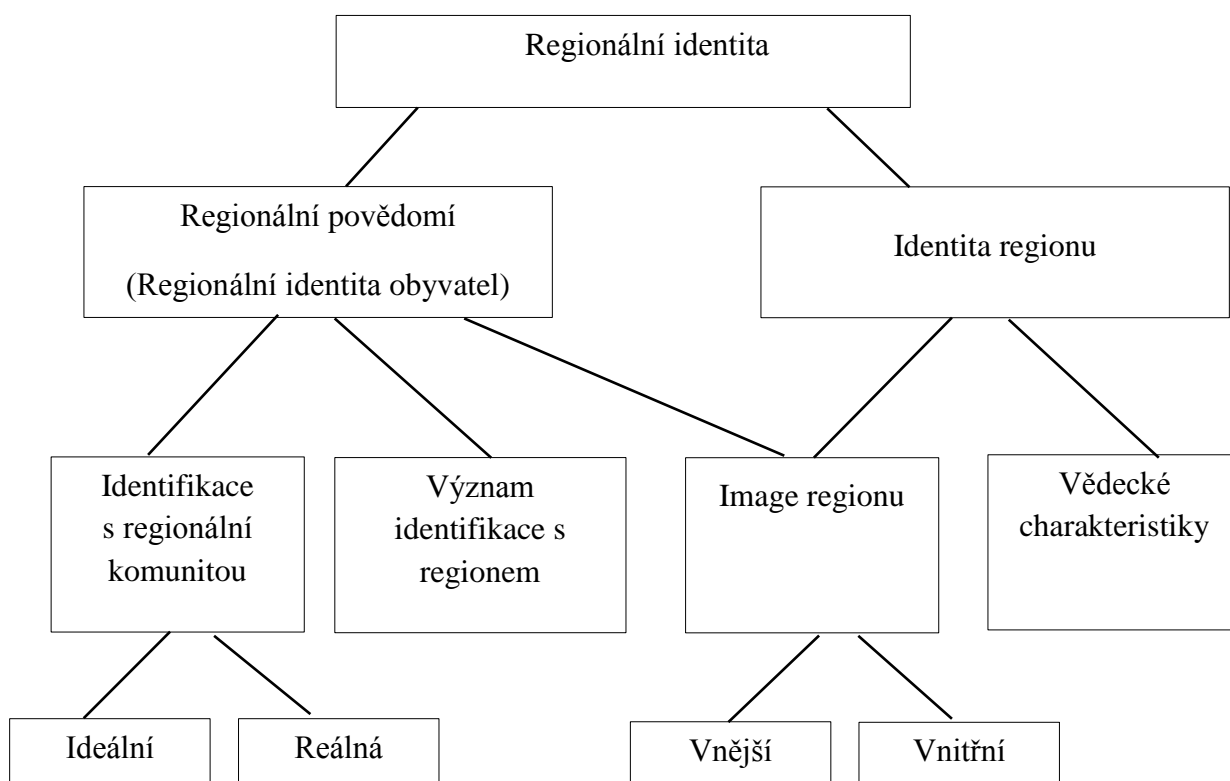 Regionální identita
Regionální povědomí
(Regionální identita obyvatel)
Identita regionu
Identifikace
s regionální
komunitou
Význam
identifikace s
regionem
Image regionu
Vědecké
charakteristiky
Ideální
Reálná
Vnější
Vnitřní